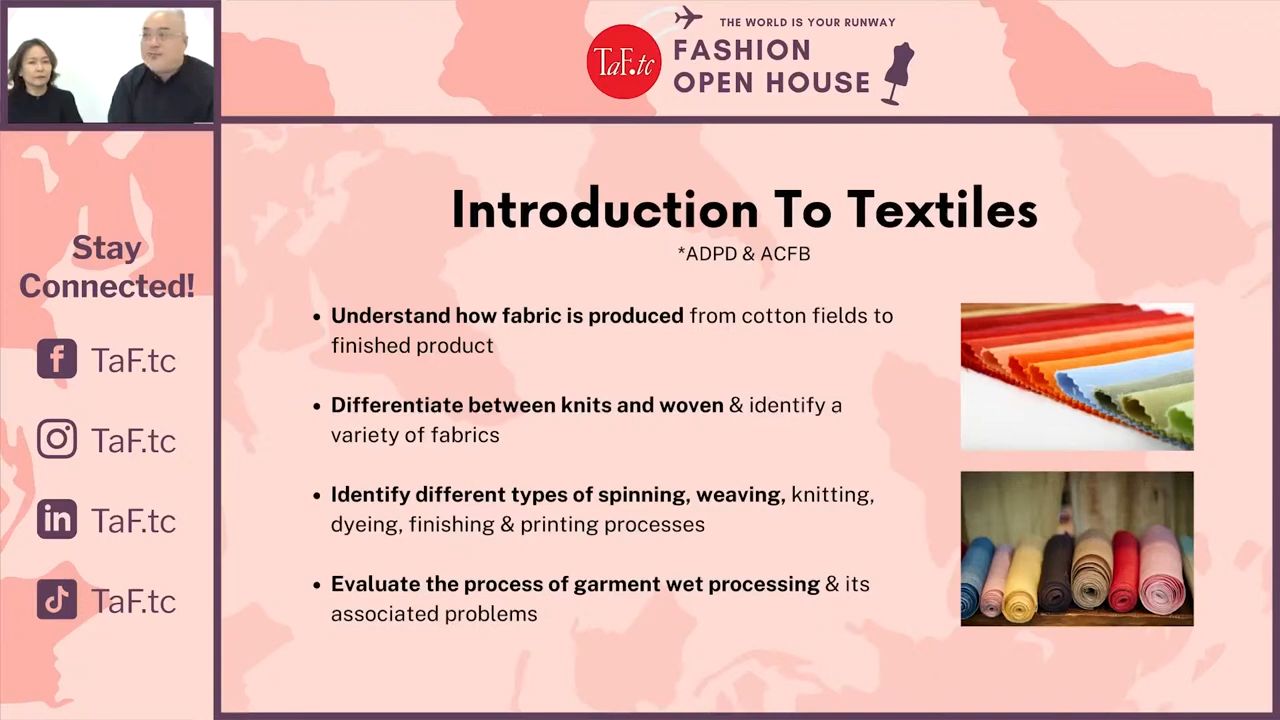 THE WORLD IS YOUR RUNWAY
TaF.tc
FASHION
OPEN HOUSE
Stay
Connected!
TaF.tc
TaF.tc
TaF.tc
TaF.tc
Introduction To Textiles
*ADPD & ACFB
• Understand how fabric is produced from cotton fields to
finished product
• Differentiate between knits and woven & identify a
variety of fabrics
• Identify different types of spinning, weaving, knitting,
dyeing, finishing & printing processes
• Evaluate the process of garment wet processing & its
associated problems